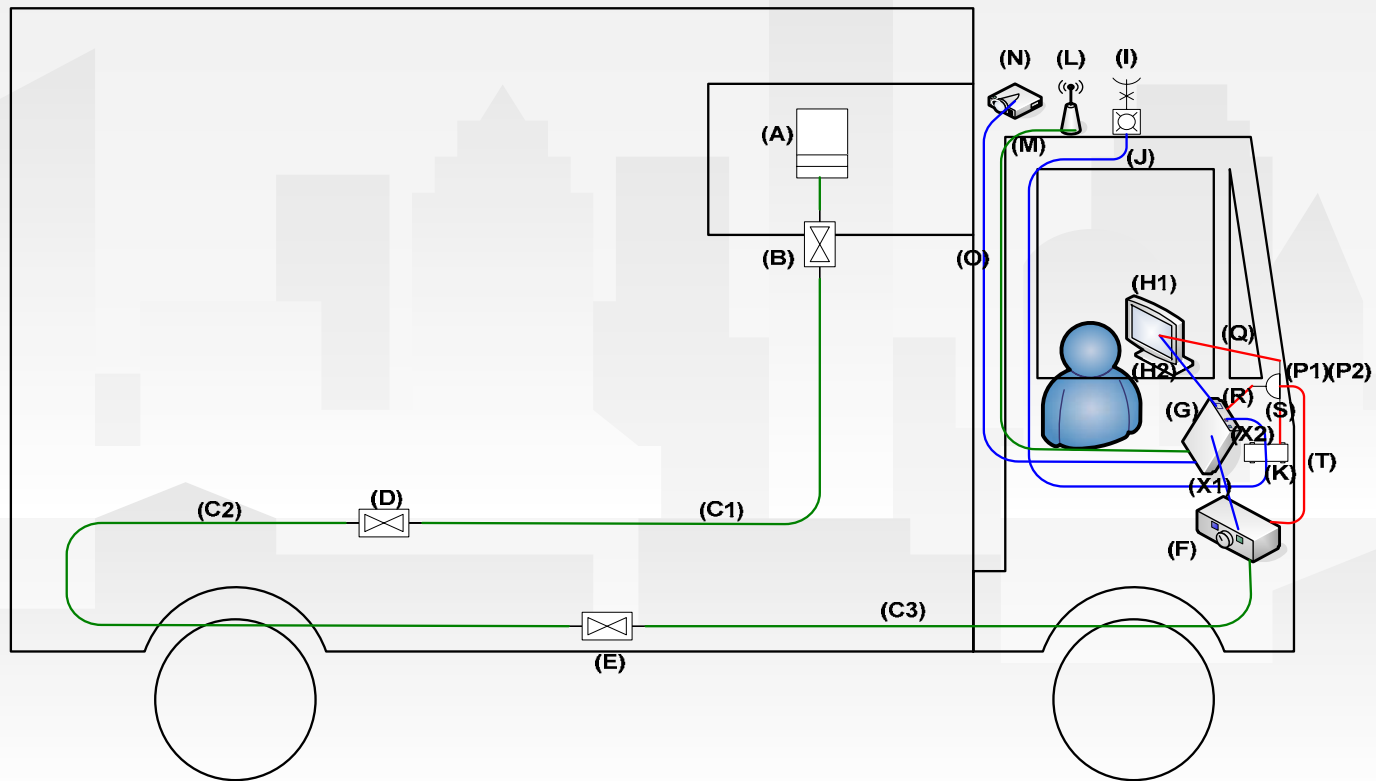 (N) (L) (I)
(A)
(M) (J)
(B) (O)
(H1)
(Q)
(H2) (P1)(P2)
(R)
(G) (S)
(X2)
(K) (T)
(X1)
(D)
(C2) (C1)
(F)
(C3)
(E)